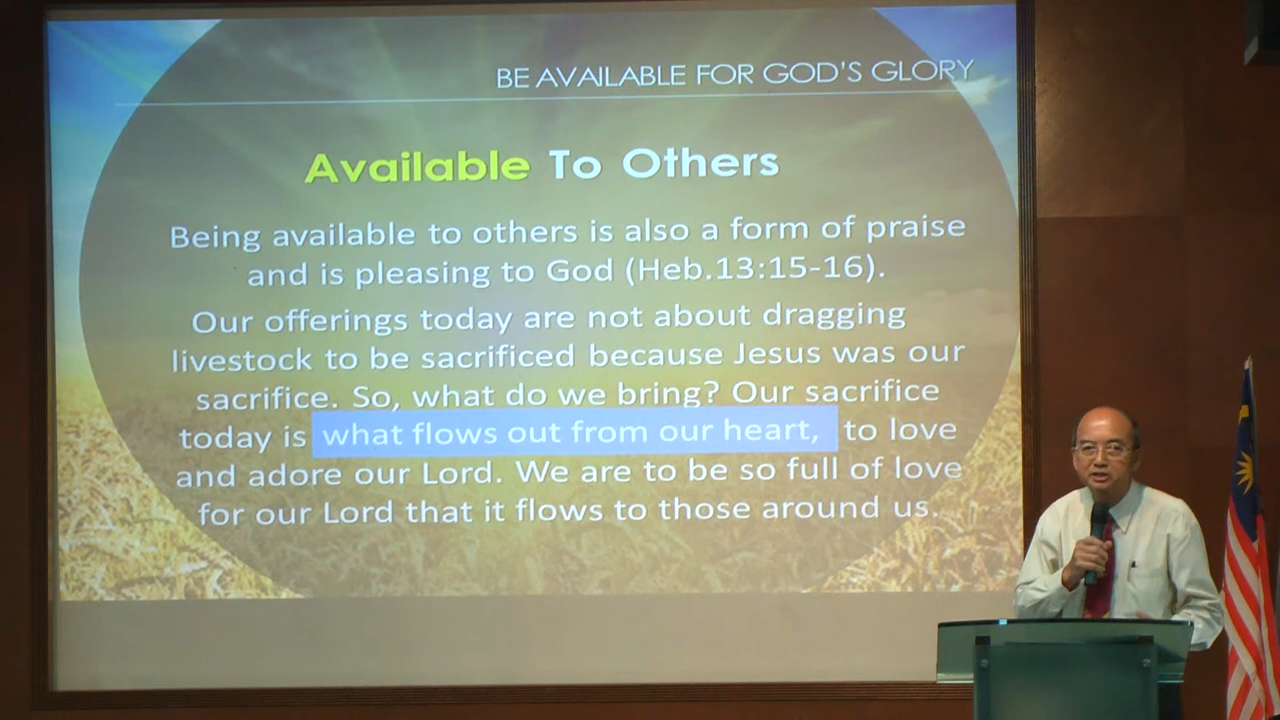 BE AVAILABLE FOR GOD'S GLORY
Available To Others
Being available to others is also a form of praise
and is pleasing to God (Heb.13:15-16).
Our offerings today are not about dragging
livestock to be sacrificed because Jesus was our
sacrifice. So, what do we bring? Our sacrifice
today is what flows out from our heart, to love
and adore our Lord. We are to be so full of love
for our Lord that it flows to those around us.